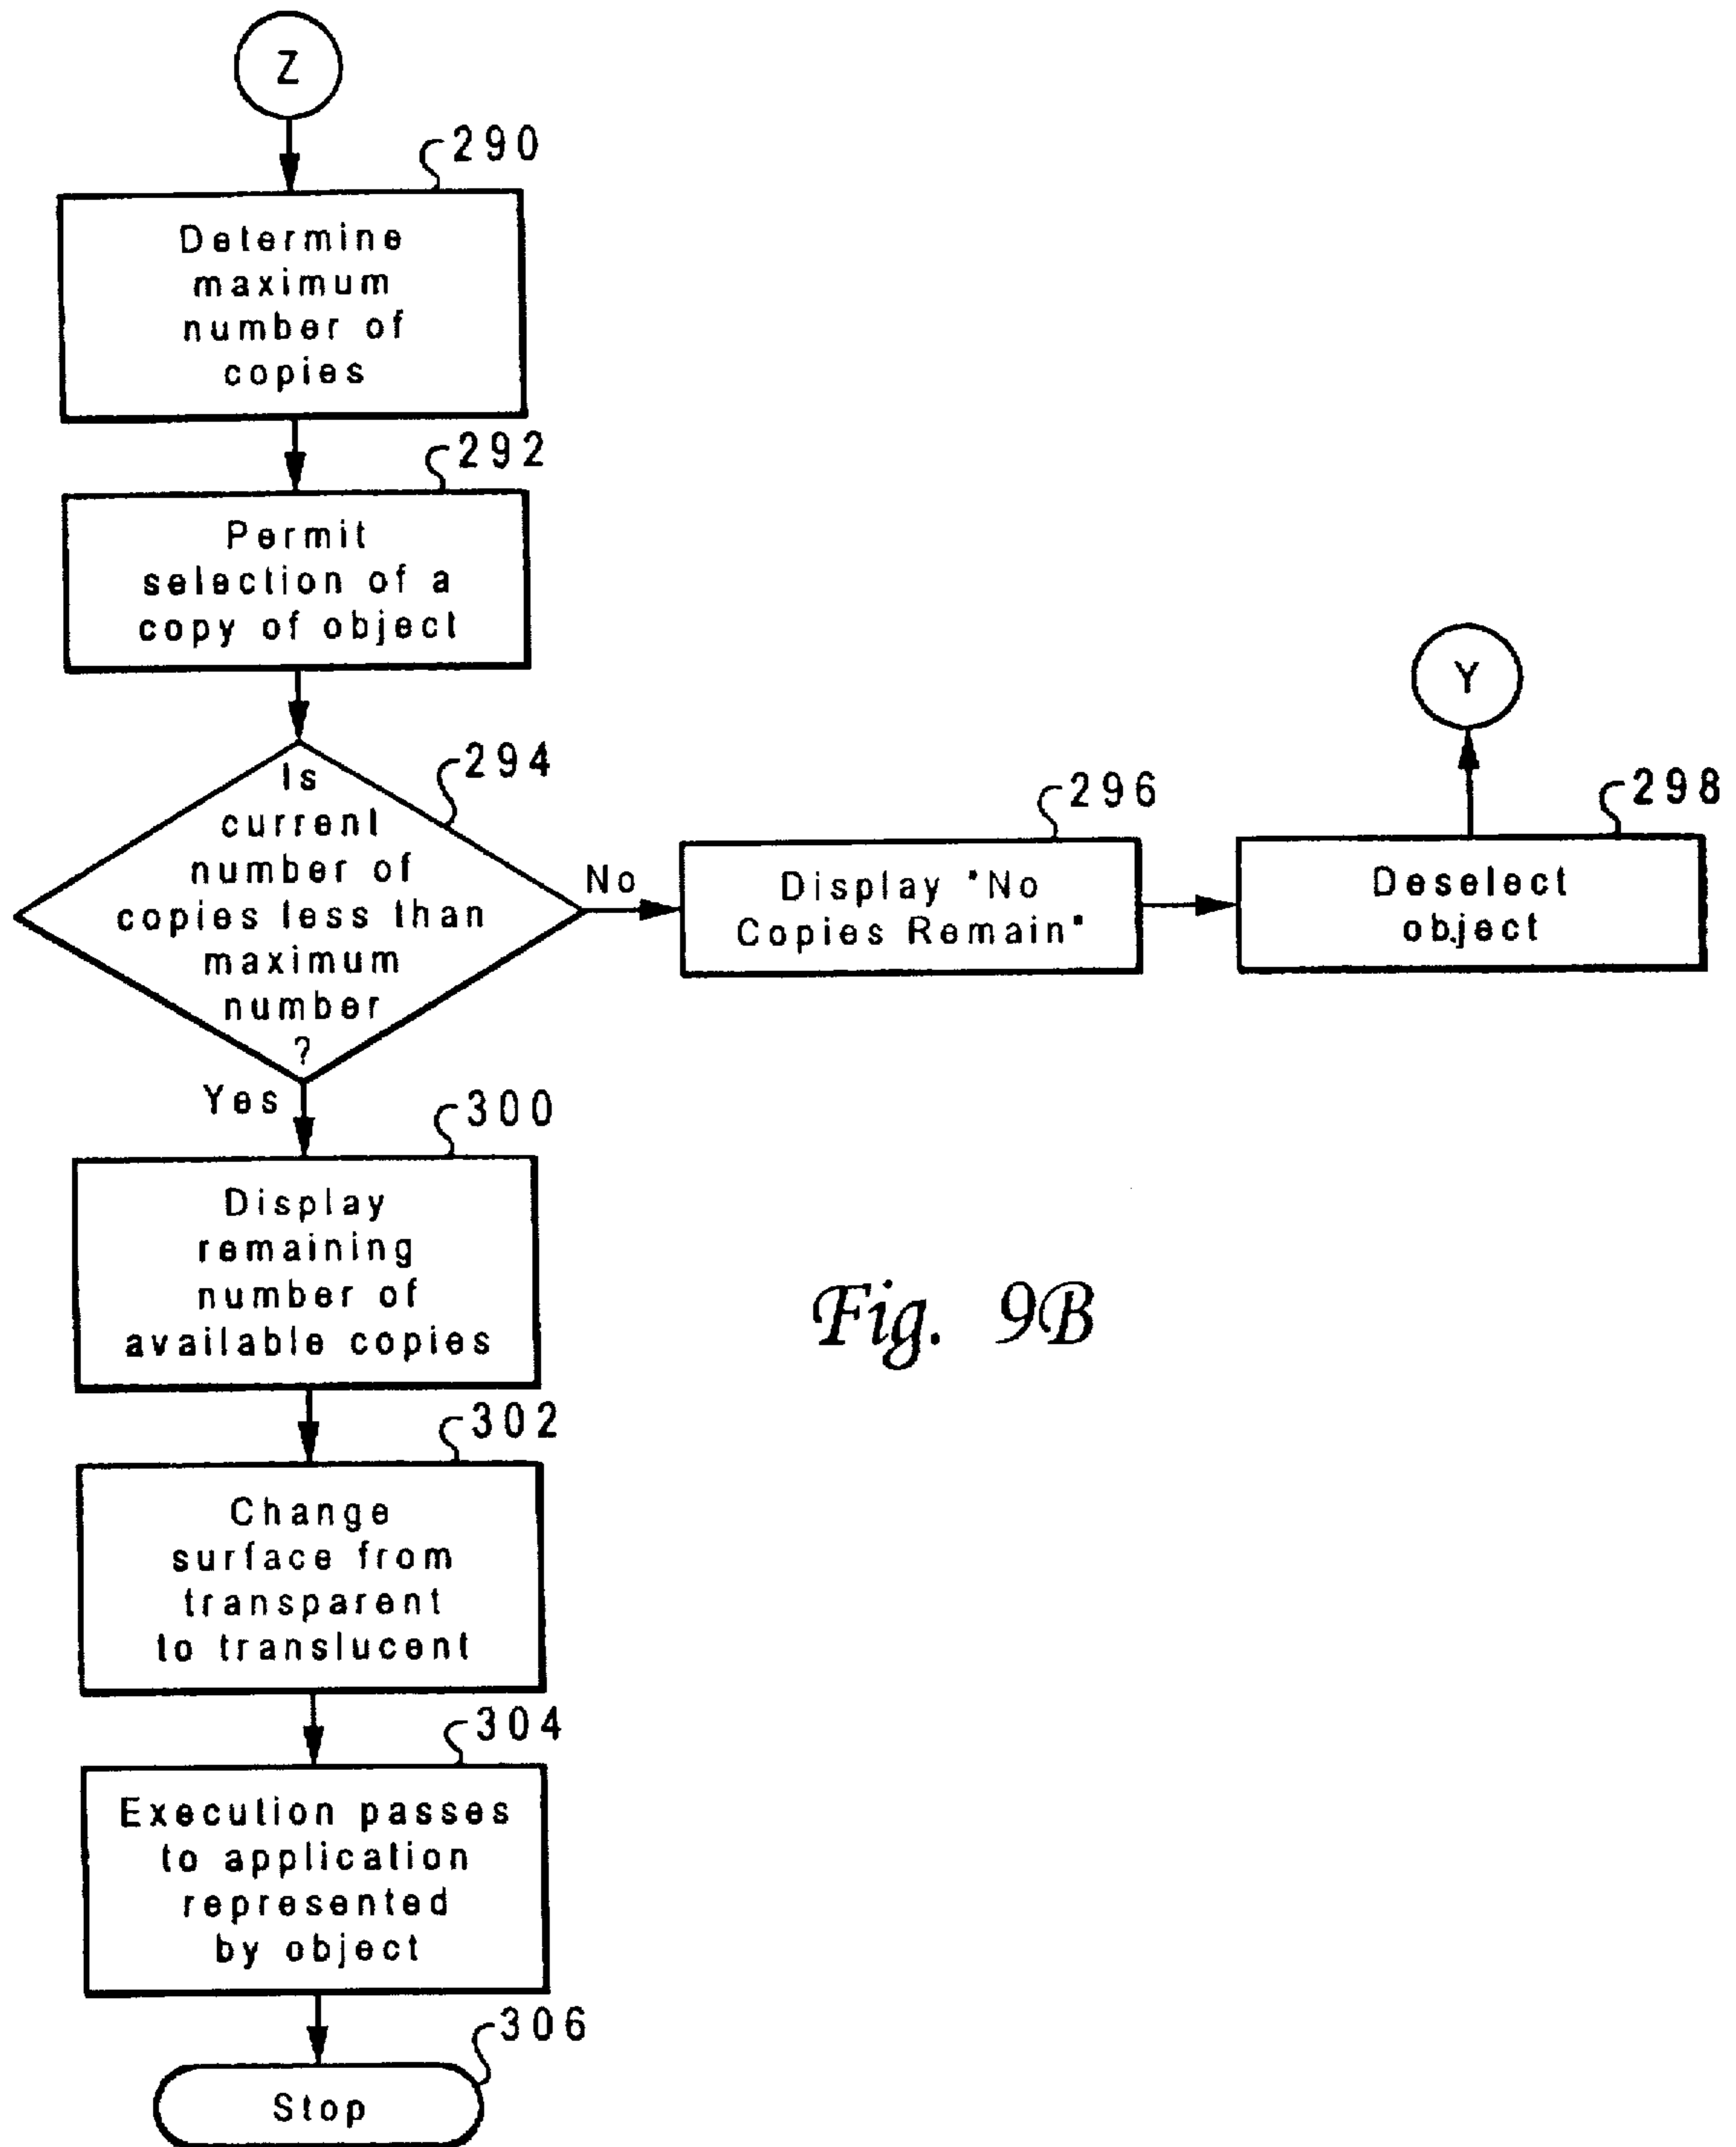 Z
290
Determine
maximum
number of
copies
292
Permit
selection of a
copy of object
294
Is
current
number of
copies less than
maximum
number
?
No
296
Display "No
Copies Remain"
298
Deselect
object
Y
Yes
300
Display
remaining
number of
available copies
302
Change
surface from
transparent
to translucent
304
Execution passes
to application
represented
by object
306
Stop
Fig. 9B